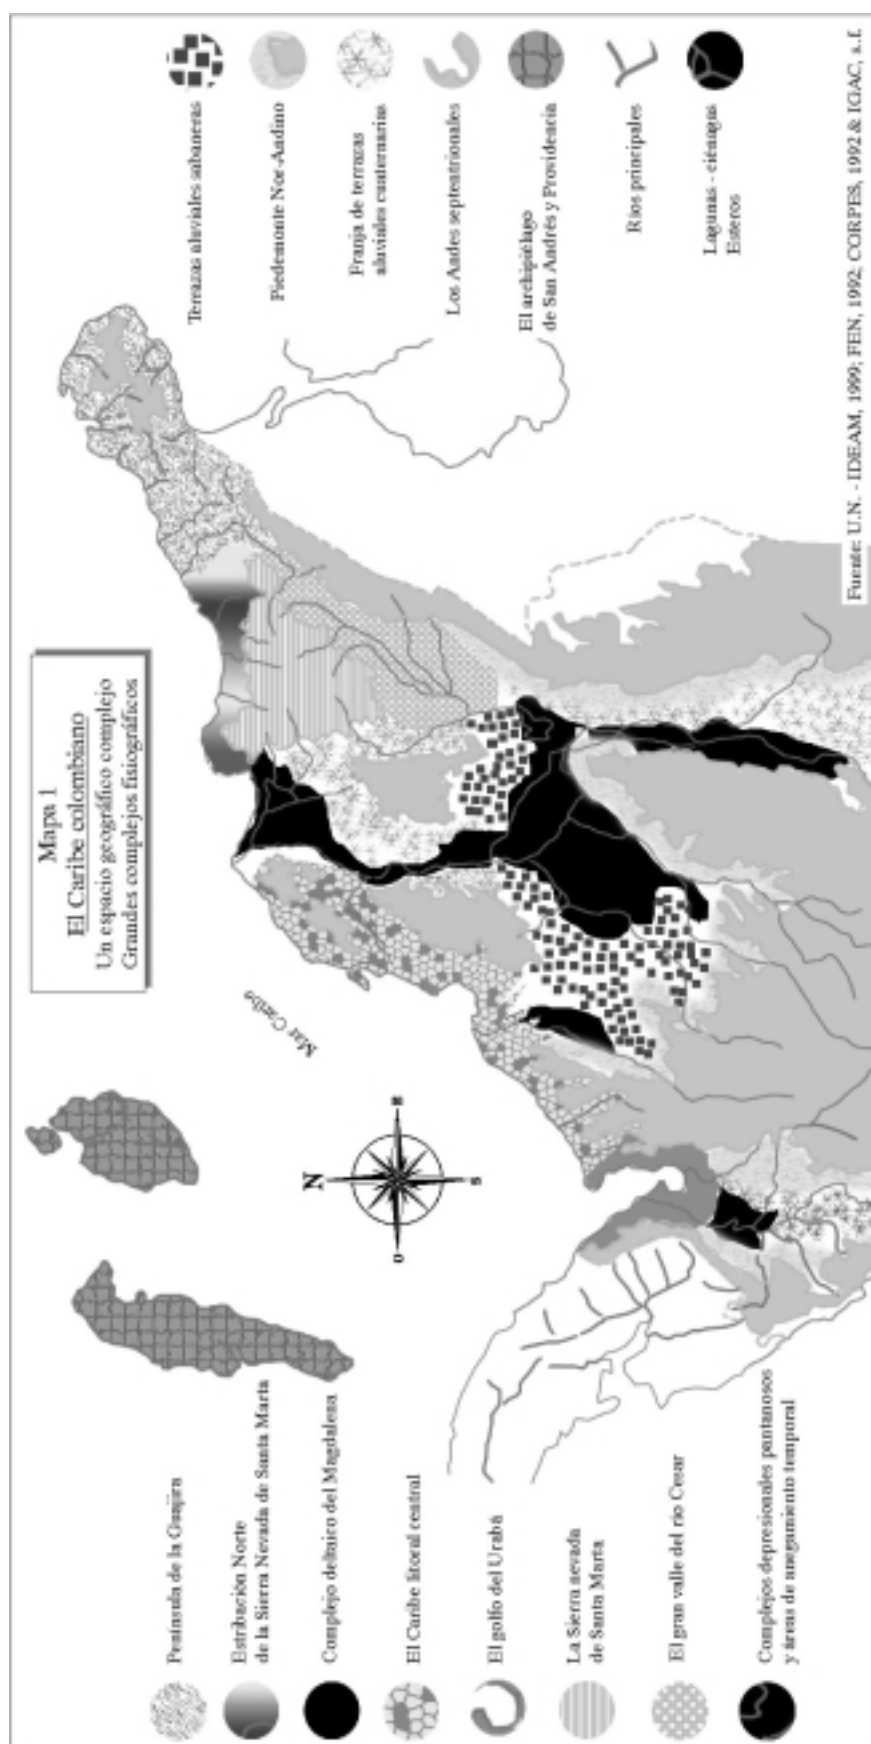 Mapa 1
El Caribe colombiano
Un espacio geográfico complejo
Grandes complejos fisiográficos
Mar Caribe
N
E
S
O
Península de la Guajira
Estribación Norte
de la Sierra Nevada de Santa Marta
Complejo deltaico del Magdalena
El Caribe litoral central
El golfo del Urabá
La Sierra nevada
de Santa Marta
El gran valle del río Cesar
Complejos depresionales pantanosos
y áreas de anegamiento temporal
Terrazas aluviales sabaneras
Piedemonte Nor-Andino
Franja de terrazas
aluviales cuaternarias
Los Andes septentrionales
El archipiélago
de San Andrés y Providencia
Ríos principales
Lagunas - ciénagas
Esteros
Fuente: U.N. - IDEAM, 1999; FEN, 1992; CORPES, 1992 & IGAC, s.f.